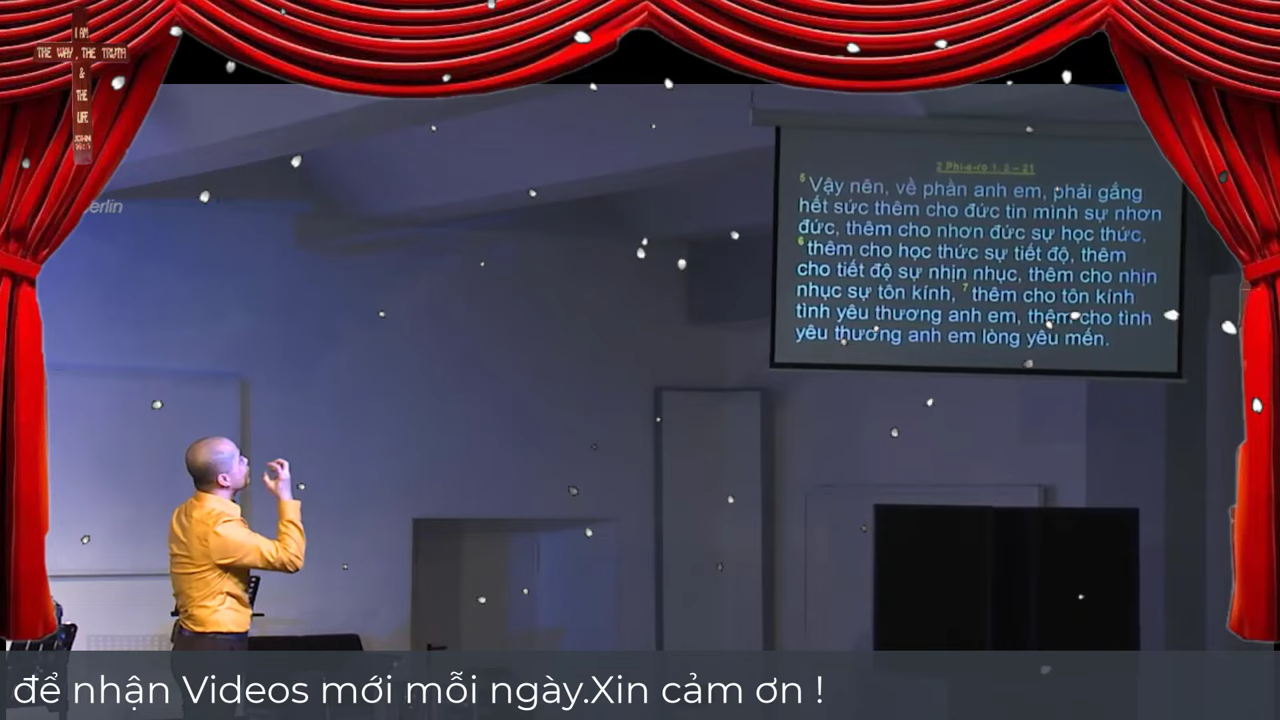 I AM
THE WAY, THE TRUTH
&
THE
LIFE
JOHN
erlin
2 Phi-e-rơ 1. 5 – 21
5 Vậy nên, về phần anh em, phải gắng
hết sức thêm cho đức tin mình sự nhơn
đức, thêm cho nhơn đức sự học thức,
6 thêm cho học thức sự tiết độ, thêm
cho tiết độ sự nhịn nhục, thêm cho nhịn
nhục sự tôn kính, 7 thêm cho tôn kính
tình yêu thương anh em, thêm cho tình
yêu thương anh em lòng yêu mến.
để nhận Videos mới mỗi ngày.Xin cảm ơn !